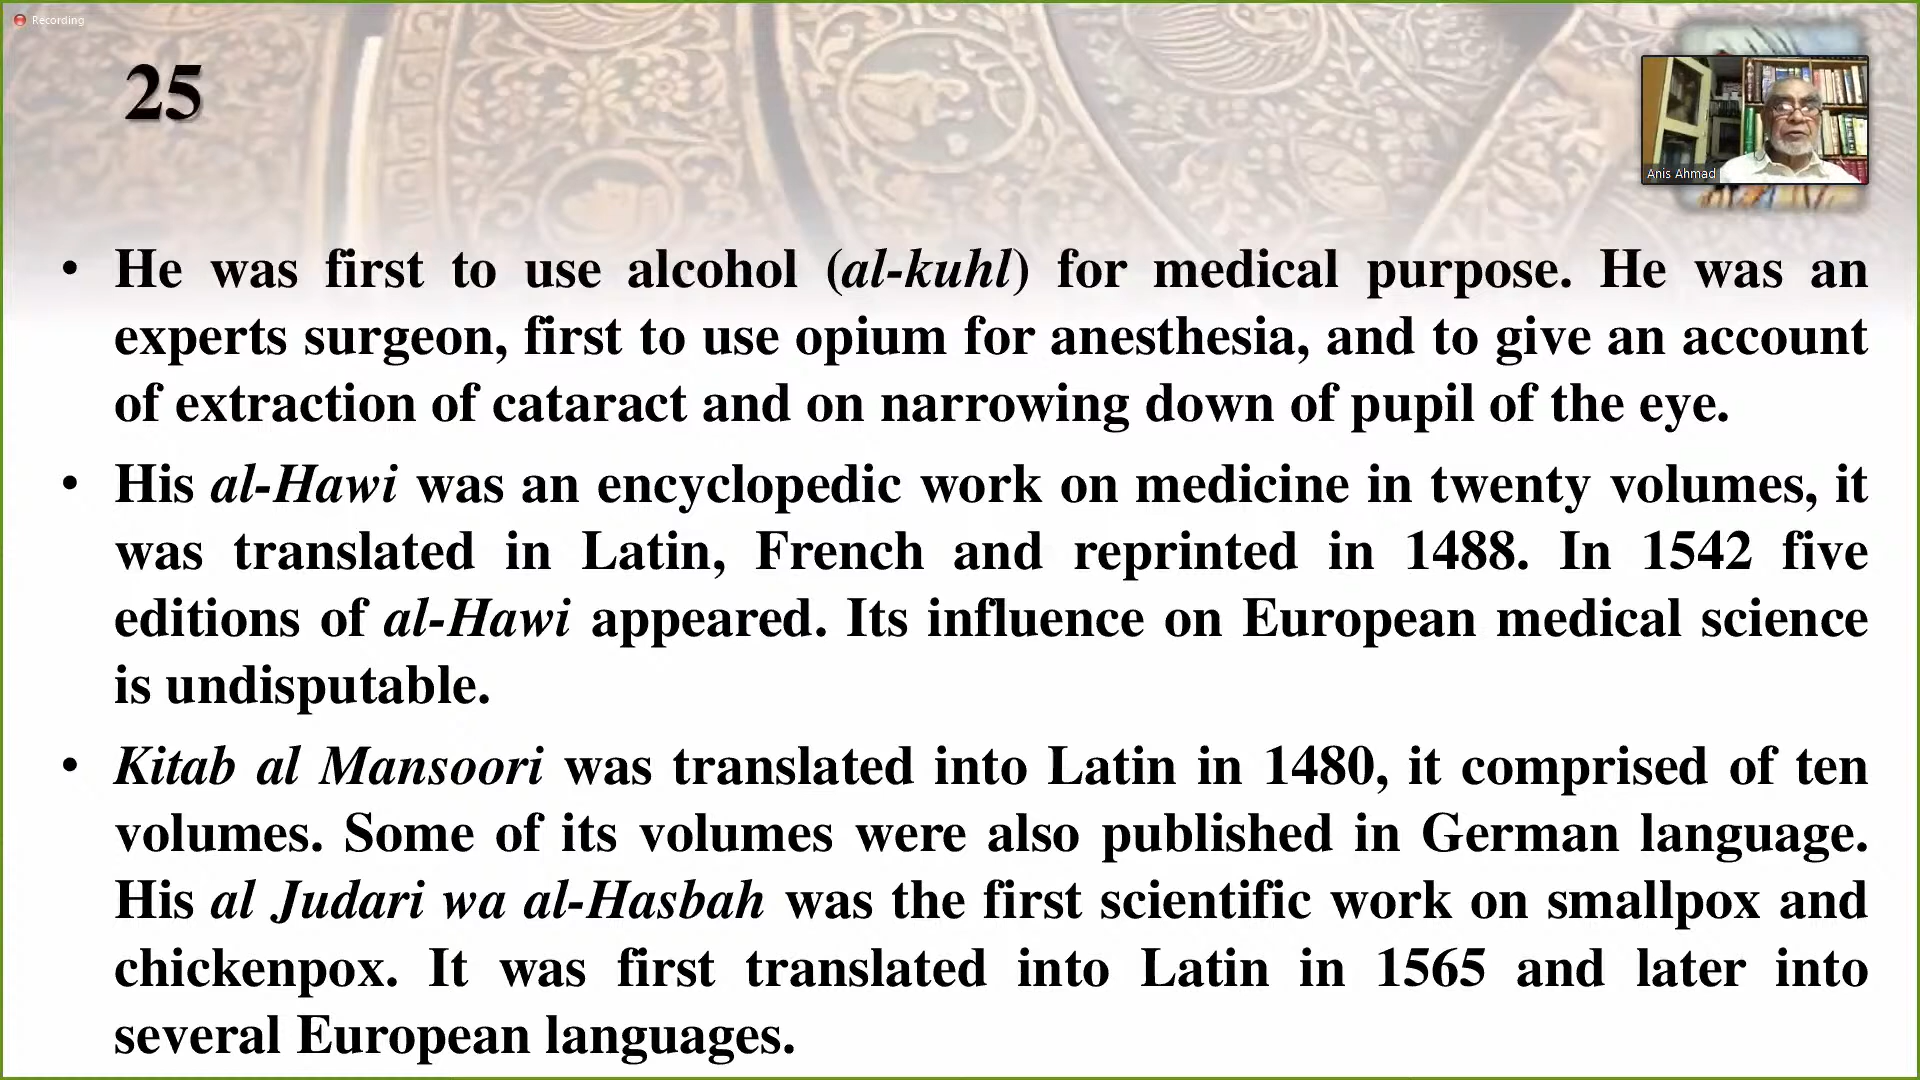 Recording
25
Anis Ahmad
• He was first to use alcohol (al-kuhl) for medical purpose. He was an
experts surgeon, first to use opium for anesthesia, and to give an account
of extraction of cataract and on narrowing down of pupil of the eye.
• His al-Hawi was an encyclopedic work on medicine in twenty volumes, it
was translated in Latin, French and reprinted in 1488. In 1542 five
editions of al-Hawi appeared. Its influence on European medical science
is undisputable.
• Kitab al Mansoori was translated into Latin in 1480, it comprised of ten
volumes. Some of its volumes were also published in German language.
His al Judari wa al-Hasbah was the first scientific work on smallpox and
chickenpox. It was first translated into Latin in 1565 and later into
several European languages.